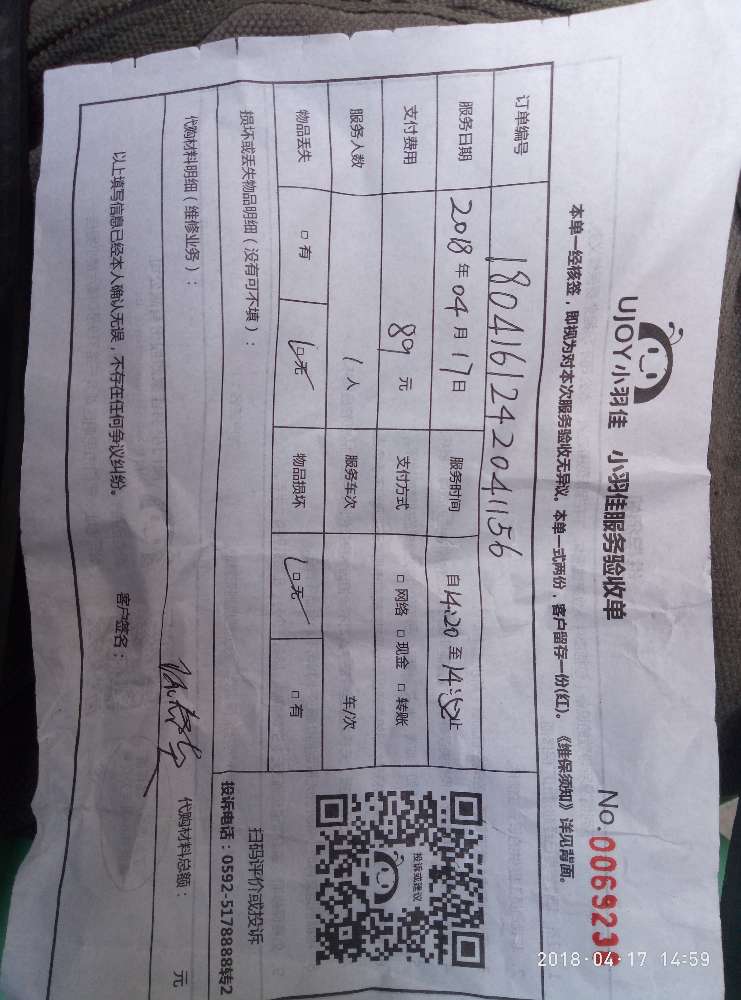 UJOY小羽佳 小羽佳服务验收单
本单一经核签，即视为对本次服务验收无异议。本单一式两份，客户留存一份(红)。《维保须知》详见背面。
订单编号 1804161242041156
服务日期 2018年04月17日 服务时间 自14:20至14:50止
支付费用 89元 支付方式 □网络 □现金 □转账
服务人数 1人 服务车次 车/次
物品丢失 □有 □无 物品损坏 □无 □有
损坏或丢失物品明细（没有可不填）：
投诉或建议
扫码评价或投诉
投诉电话：0592-5178888转2
代购材料明细（维修业务）：
代购材料总额： 元
以上填写信息已经本人确认无误，不存在任何争议纠纷。 客户签名：
2018-04-17 14:59